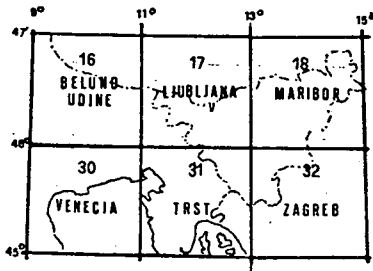 9° 11° 13° 15°
47°
16 17 18
BELUNO UDINE LJUBLJANA V MARIBOR
46°
30 31 32
VENECIA TRST ZAGREB
45°